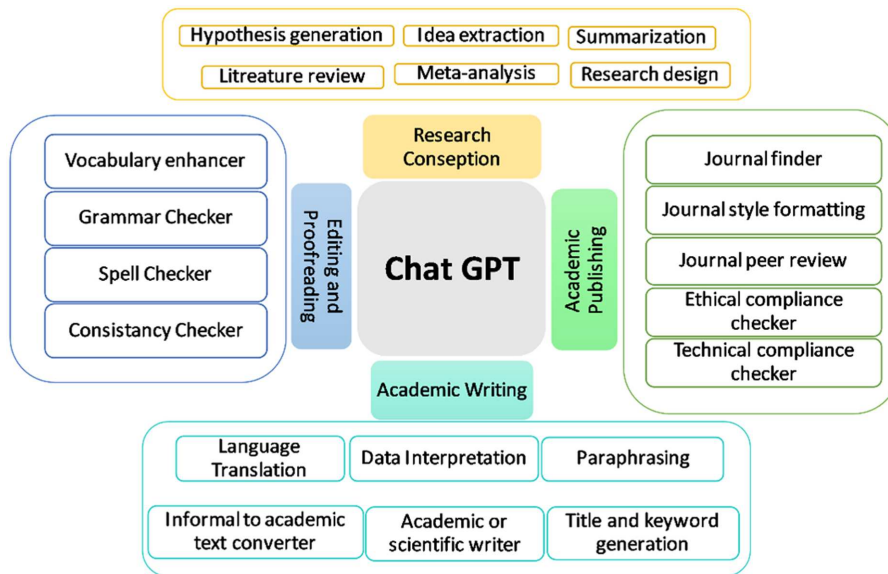 Hypothesis generation
Idea extraction
Summarization
Litreature review
Meta-analysis
Research design
Research
Conseption
Vocabulary enhancer
Grammar Checker
Spell Checker
Consistancy Checker
Editing and
Proofreading
Chat GPT
Academic
Publishing
Journal finder
Journal style formatting
Journal peer review
Ethical compliance
checker
Technical compliance
checker
Academic Writing
Language
Translation
Data Interpretation
Paraphrasing
Informal to academic
text converter
Academic or
scientific writer
Title and keyword
generation